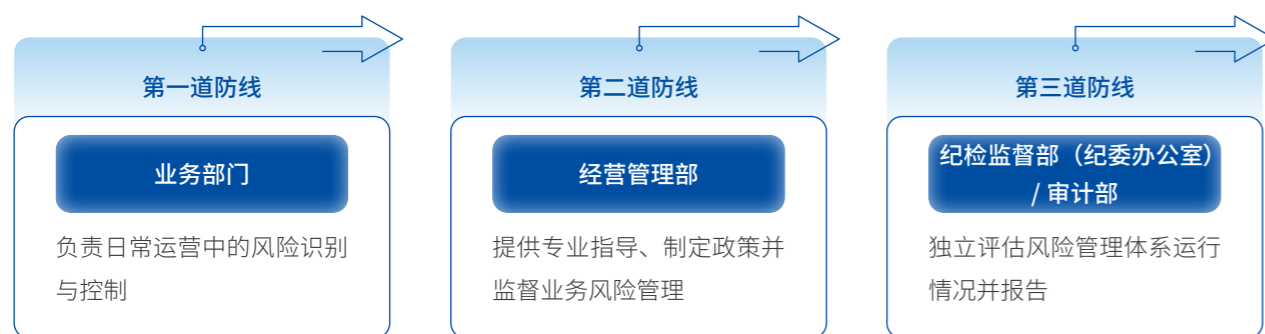 第一道防线
业务部门
负责日常运营中的风险识别
与控制
第二道防线
经营管理部
提供专业指导、制定政策并
监督业务风险管理
第三道防线
纪检监督部（纪委办公室）
/ 审计部
独立评估风险管理体系运行
情况并报告